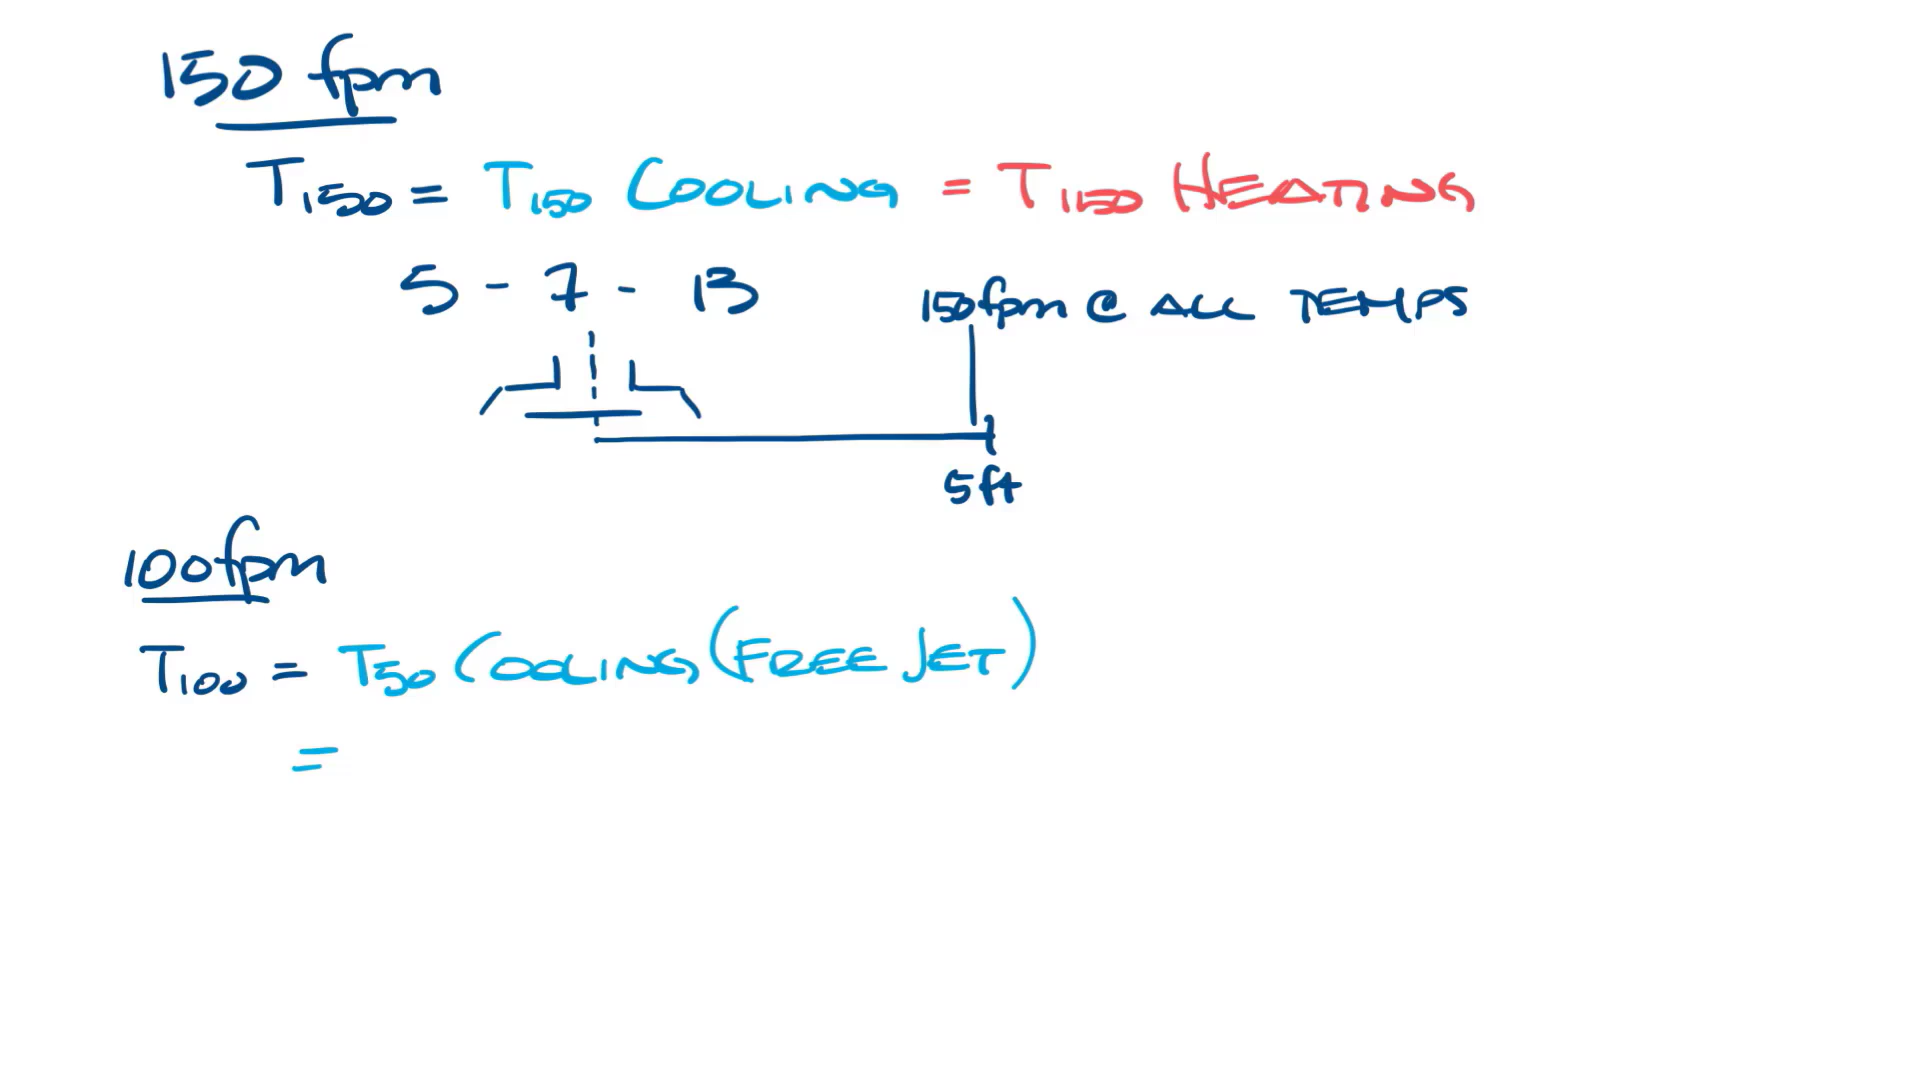 150 fpm
T150 = T150 COOLING = T150 HEATING
5 - 7 - 13
150fpm @ ALL TEMPS
5ft
100fpm
T100 = T50 COOLING (FREE JET)
=